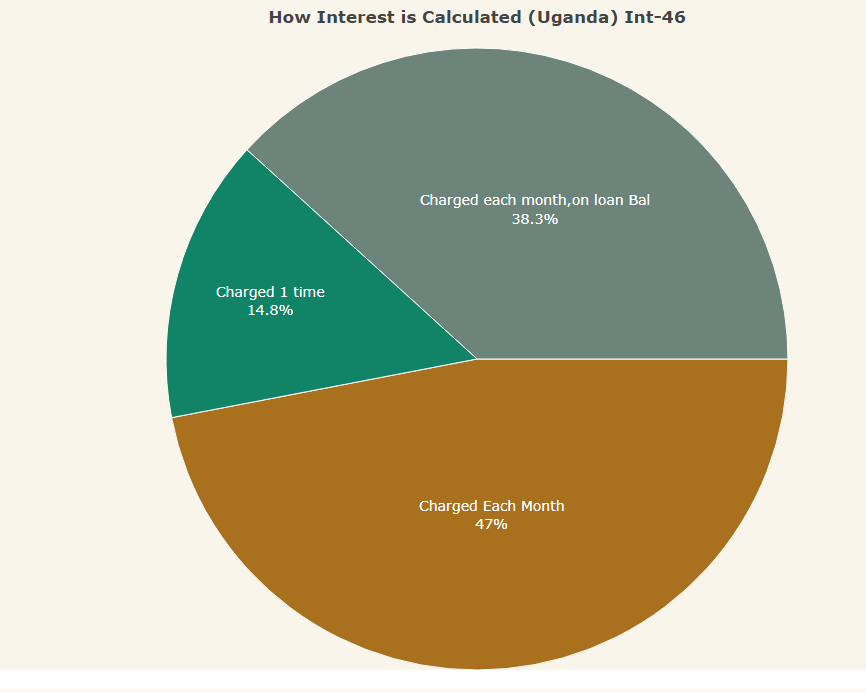 How Interest is Calculated (Uganda) Int-46
Charged each month,on loan Bal
38.3%
Charged 1 time
14.8%
Charged Each Month
47%